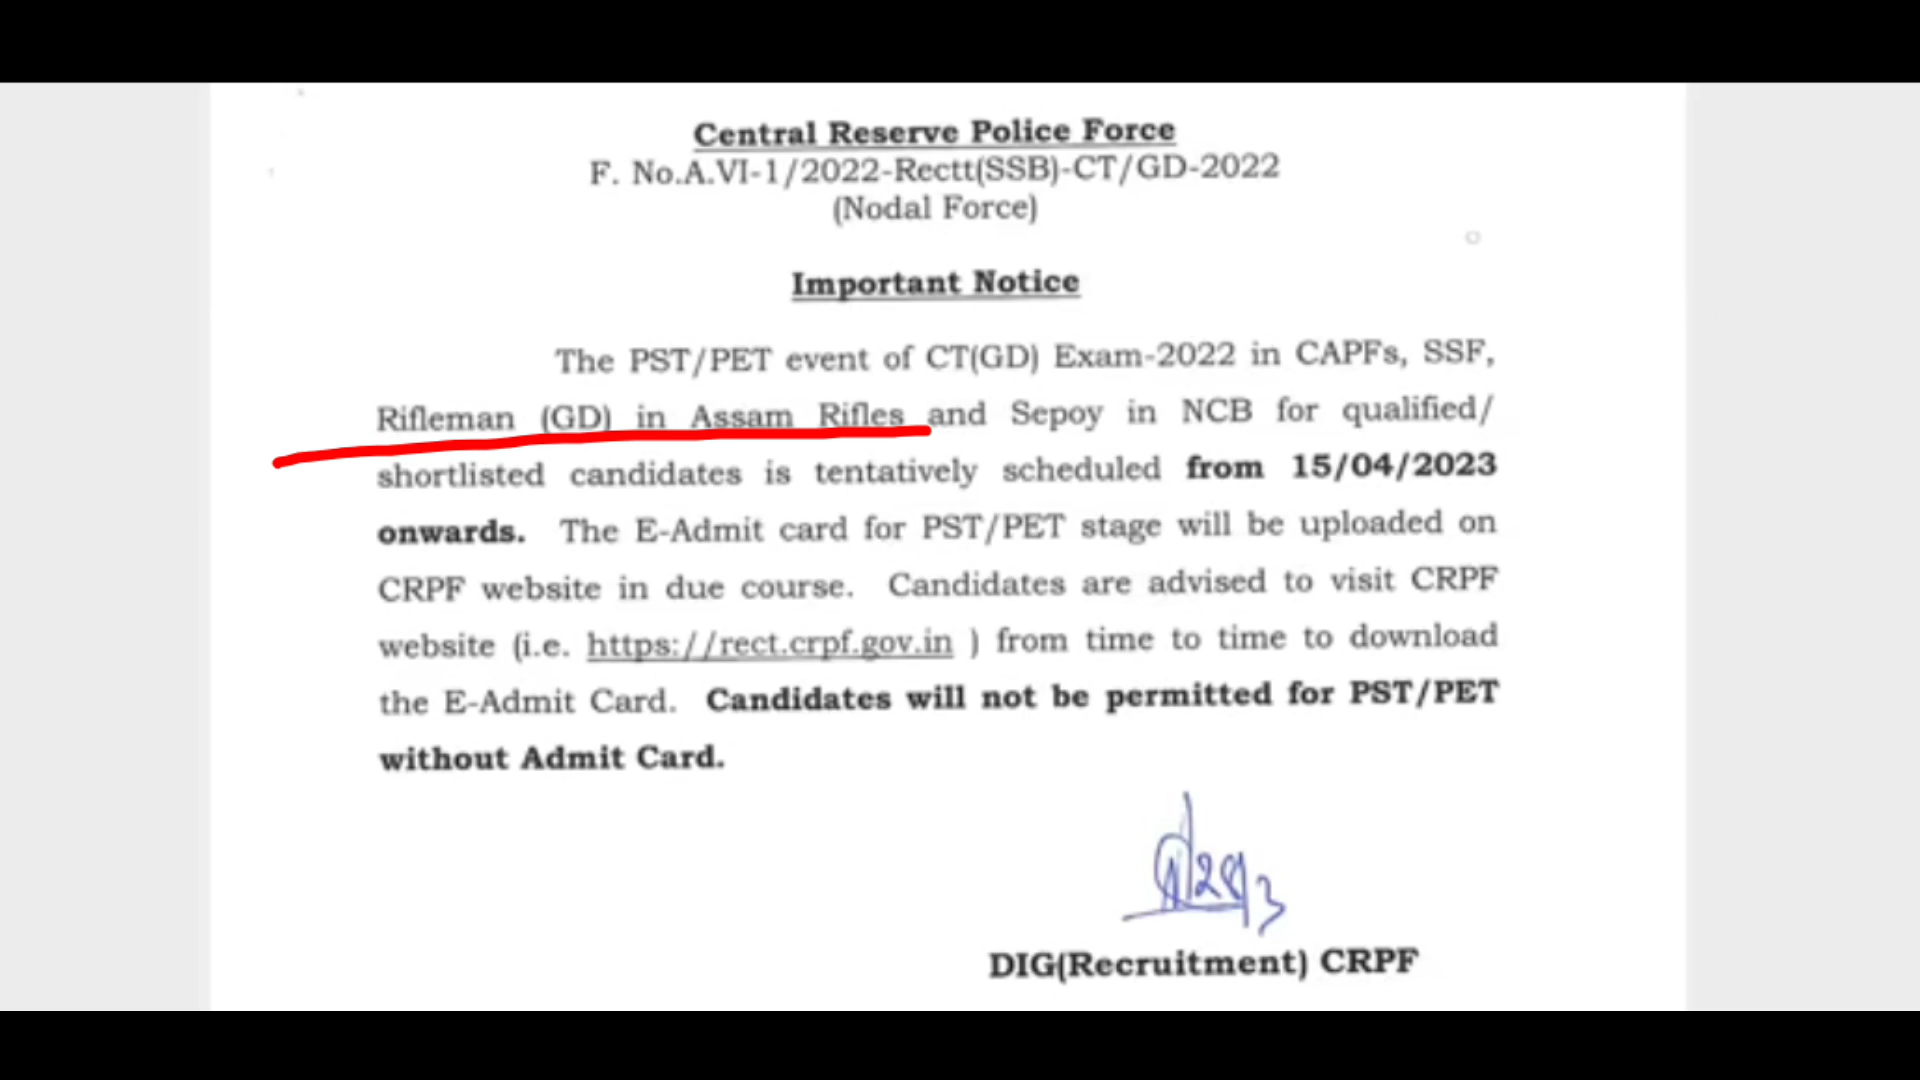 Central Reserve Police Force
F. No.A.VI-1/2022-Rectt(SSB)-CT/GD-2022
(Nodal Force)
Important Notice
The PST/PET event of CT(GD) Exam-2022 in CAPFs, SSF,
Rifleman (GD) in Assam Rifles and Sepoy in NCB for qualified/
shortlisted candidates is tentatively scheduled from 15/04/2023
onwards. The E-Admit card for PST/PET stage will be uploaded on
CRPF website in due course. Candidates are advised to visit CRPF
website (i.e. https://rect.crpf.gov.in ) from time to time to download
the E-Admit Card. Candidates will not be permitted for PST/PET
without Admit Card.
DIG(Recruitment) CRPF